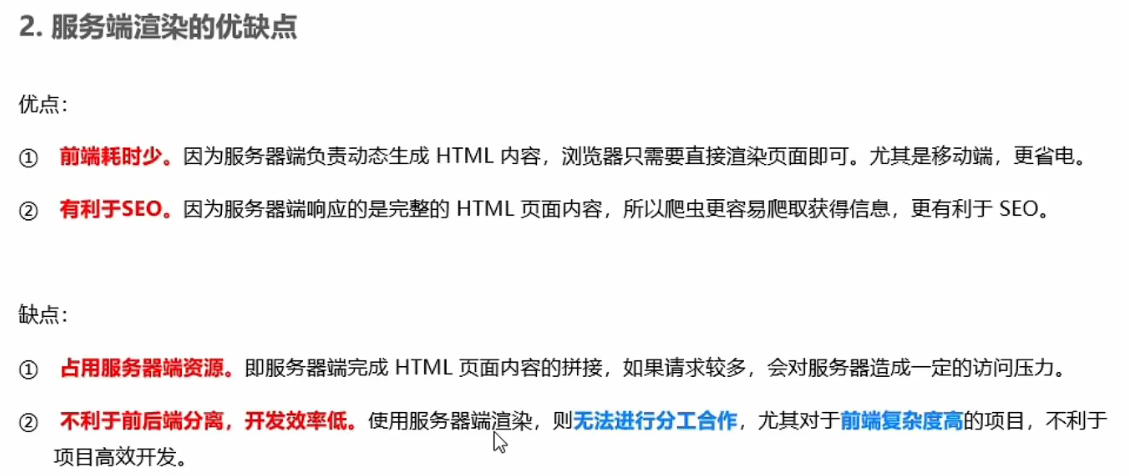 2. 服务端渲染的优缺点
优点：
① 前端耗时少。因为服务器端负责动态生成 HTML 内容，浏览器只需要直接渲染页面即可。尤其是移动端，更省电。
② 有利于SEO。因为服务器端响应的是完整的 HTML 页面内容，所以爬虫更容易爬取获得信息，更有利于 SEO。
缺点：
① 占用服务器端资源。即服务器端完成 HTML 页面内容的拼接，如果请求较多，会对服务器造成一定的访问压力。
② 不利于前后端分离，开发效率低。使用服务器端渲染，则无法进行分工合作，尤其对于前端复杂度高的项目，不利于
项目高效开发。